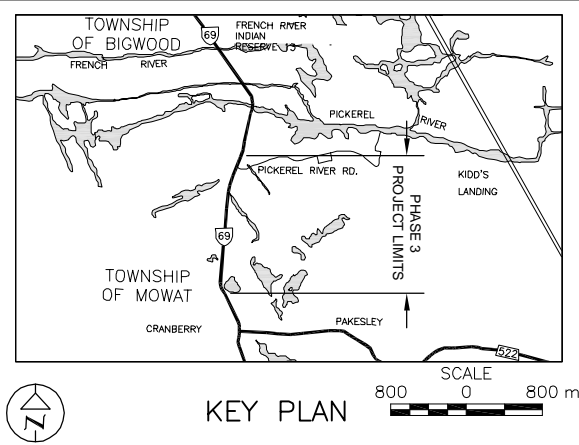 TOWNSHIP
OF BIGWOOD
69
FRENCH RIVER
INDIAN
RESERVE 13
FRENCH RIVER
PICKEREL RIVER
PICKEREL RIVER RD.
KIDD'S
LANDING
PHASE 3
PROJECT LIMITS
69
TOWNSHIP
OF MOWAT
CRANBERRY
PAKESLEY
522
N
KEY PLAN
SCALE
800 0 800 m